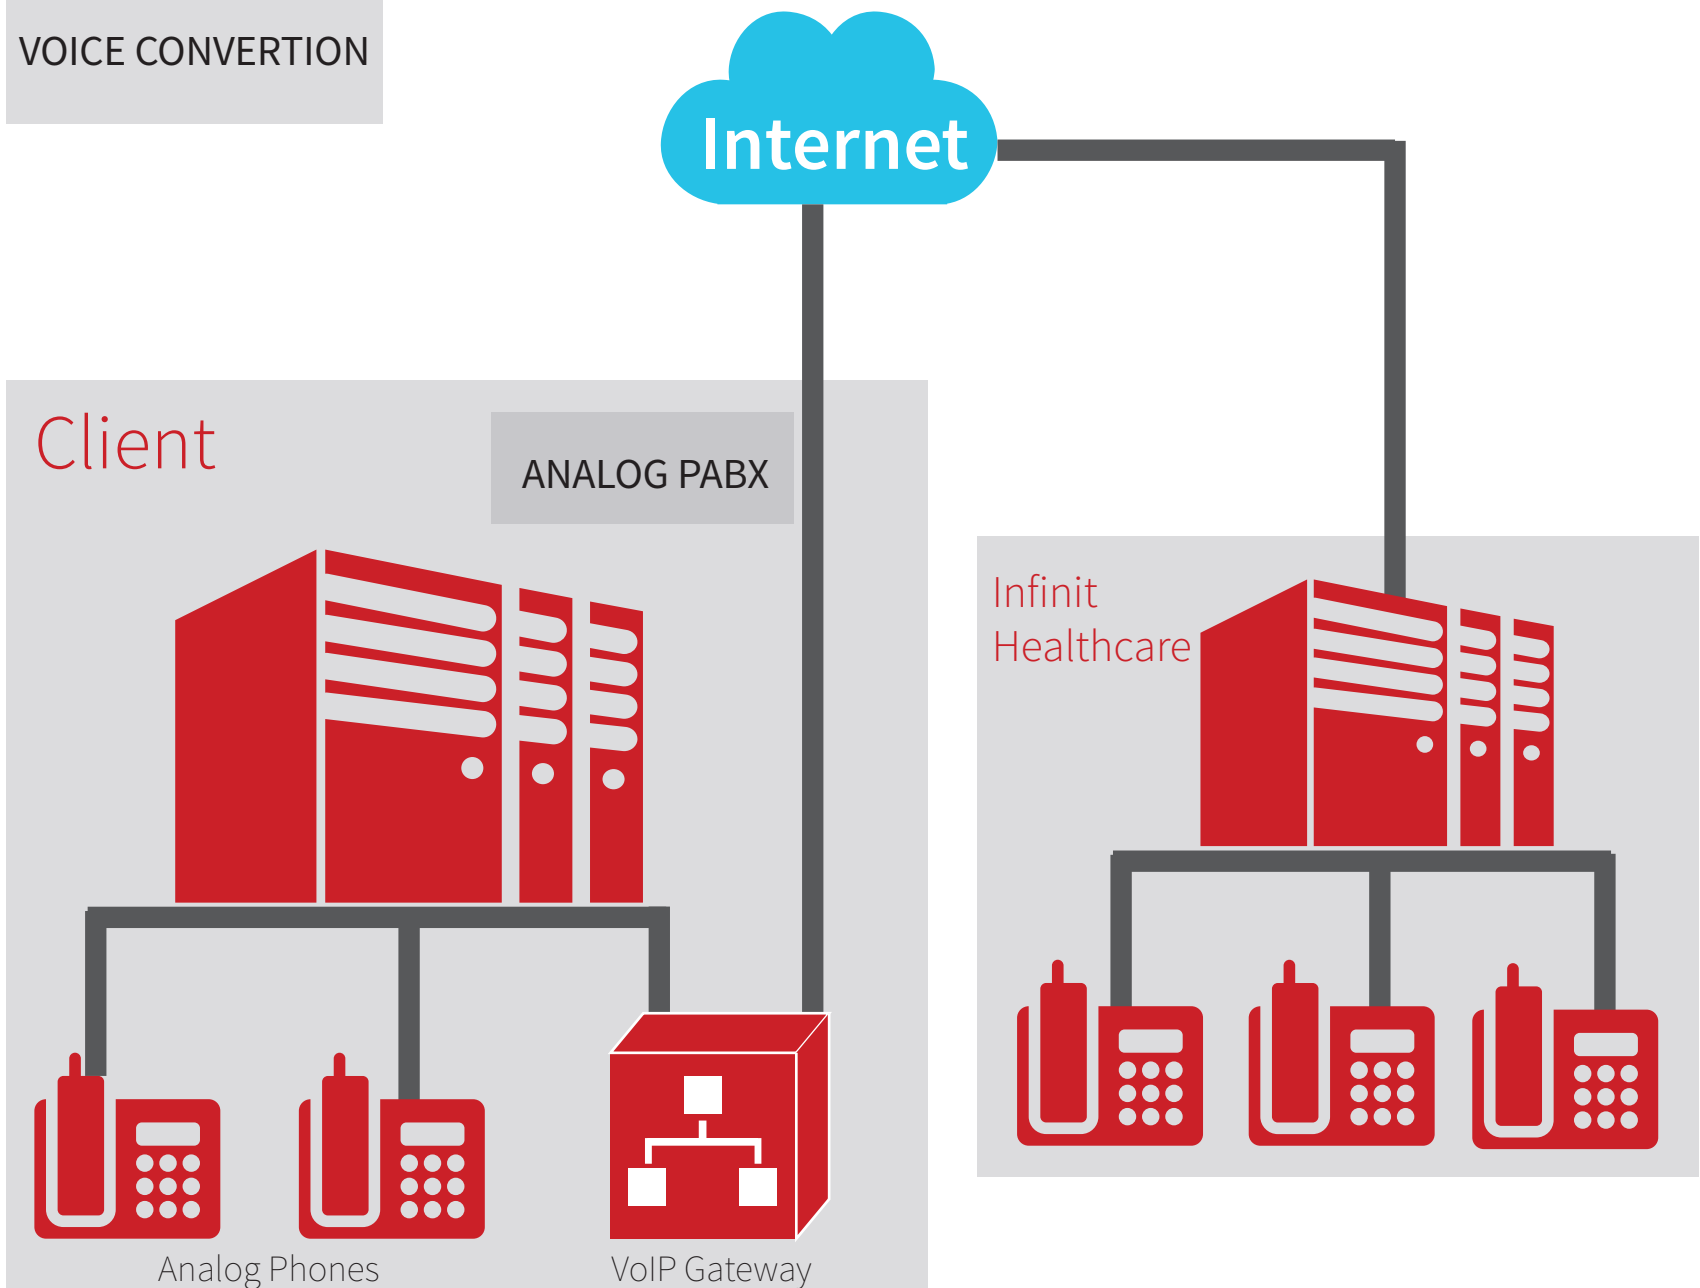 VOICE CONVERTION
Internet
Client
ANALOG PABX
Infinit
Healthcare
Analog Phones
VoIP Gateway